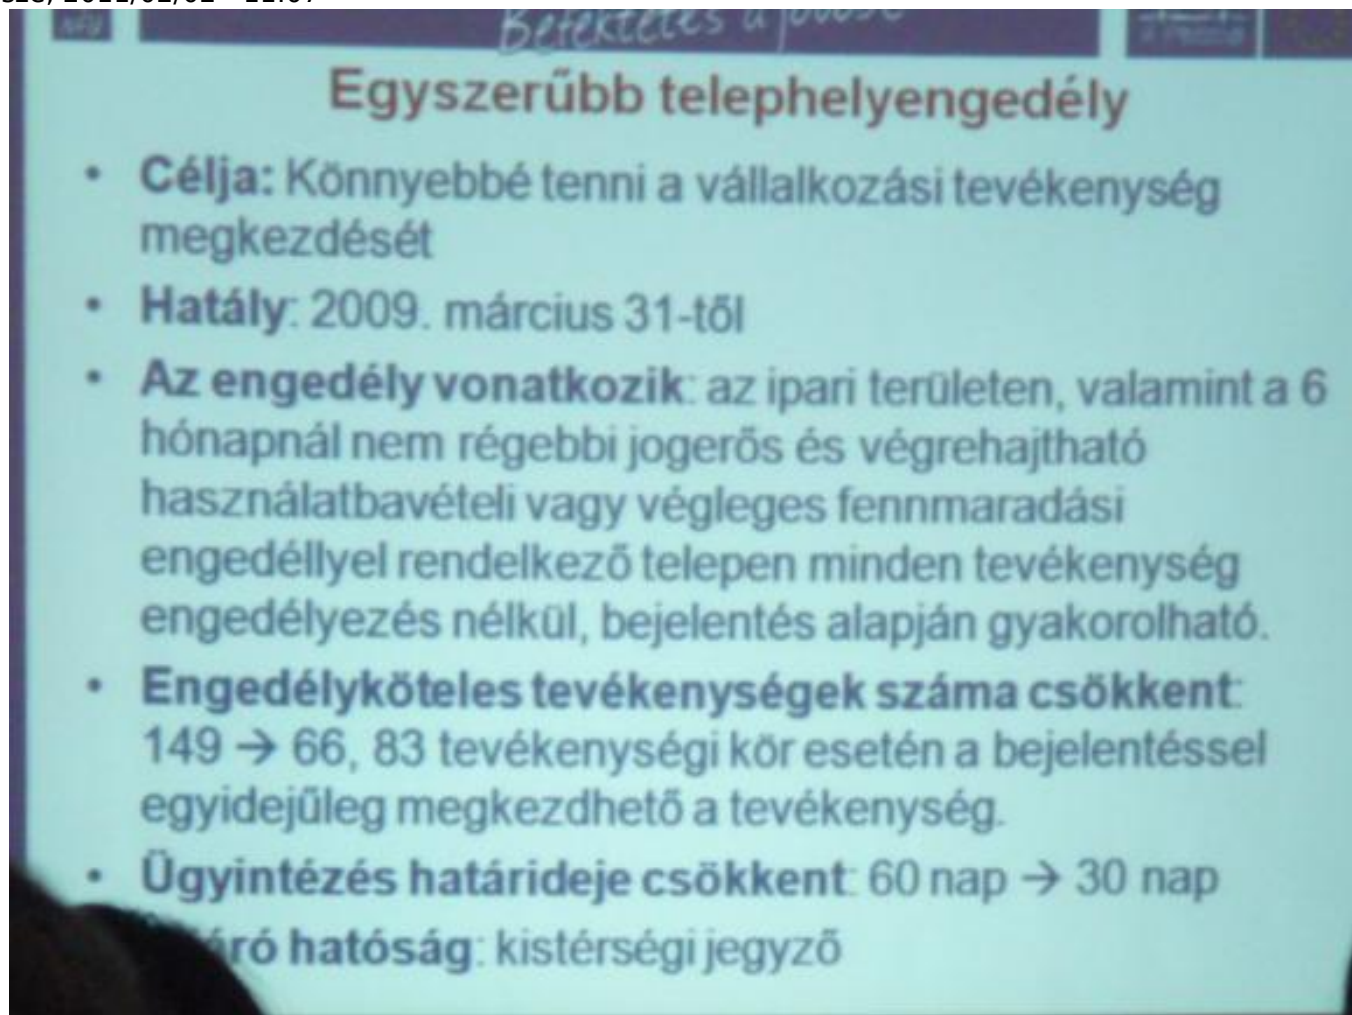 Befektetés a jövőbe
Egyszerűbb telephelyengedély
• Célja: Könnyebbé tenni a vállalkozási tevékenység
megkezdését
• Hatály: 2009. március 31-től
• Az engedély vonatkozik: az ipari területen, valamint a 6
hónapnál nem régebbi jogerős és végrehajtható
használatbavételi vagy végleges fennmaradási
engedéllyel rendelkező telepen minden tevékenység
engedélyezés nélkül, bejelentés alapján gyakorolható.
• Engedélyköteles tevékenységek száma csökkent:
149 → 66, 83 tevékenységi kör esetén a bejelentéssel
egyidejűleg megkezdhető a tevékenység.
• Ügyintézés határideje csökkent: 60 nap → 30 nap
hatóság: kistérségi jegyző